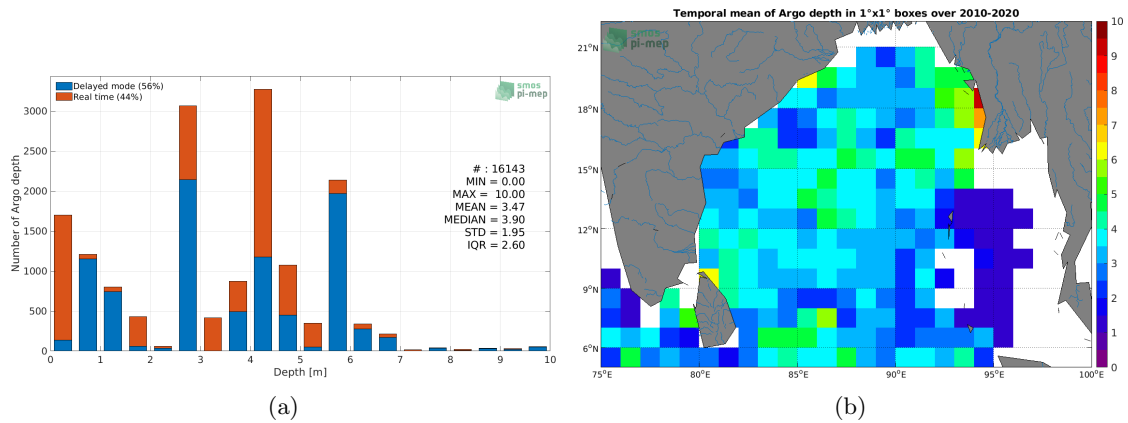 Delayed mode (56%)
Real time (44%)
smos
pi-mep
# : 16143
MIN = 0.00
MAX = 10.00
MEAN = 3.47
MEDIAN = 3.90
STD = 1.95
IQR = 2.60
Number of Argo depth
3000
2500
2000
1500
1000
500
0
0 1 2 3 4 5 6 7 8 9 10
Depth [m]
(a)
Temporal mean of Argo depth in 1°x1° boxes over 2010-2020
smos
pi-mep
21°N
18°N
15°N
12°N
9°N
6°N
75°E 80°E 85°E 90°E 95°E 100°E
10
9
8
7
6
5
4
3
2
1
0
(b)